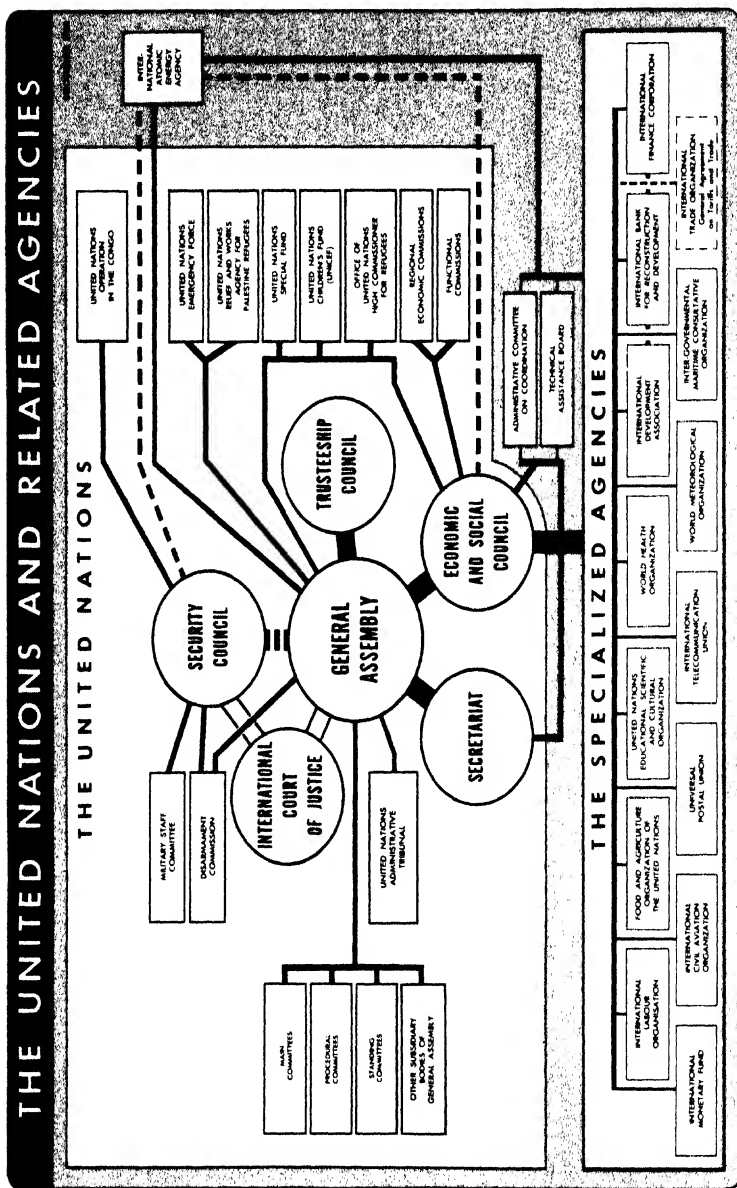 THE UNITED NATIONS AND RELATED AGENCIES
THE UNITED NATIONS
INTER-
NATIONAL
ATOMIC
ENERGY
AGENCY
MILITARY STAFF
COMMITTEE
DISARMAMENT
COMMISSION
SECURITY
COUNCIL
UNITED NATIONS
OPERATION
IN THE CONGO
UNITED NATIONS
EMERGENCY FORCE
UNITED NATIONS
RELIEF AND WORKS
AGENCY FOR
PALESTINE REFUGEES
UNITED NATIONS
SPECIAL FUND
UNITED NATIONS
CHILDREN'S FUND
(UNICEF)
OFFICE OF
UNITED NATIONS
HIGH COMMISSIONER
FOR REFUGEES
REGIONAL
ECONOMIC COMMISSIONS
FUNCTIONAL
COMMISSIONS
INTERNATIONAL
COURT
OF JUSTICE
GENERAL
ASSEMBLY
TRUSTEESHIP
COUNCIL
MAIN
COMMITTEES
PROCEDURAL
COMMITTEES
STANDING
COMMITTEES
OTHER SUBSIDIARY
BODIES OF
GENERAL ASSEMBLY
UNITED NATIONS
ADMINISTRATIVE
TRIBUNAL
SECRETARIAT
ECONOMIC
AND SOCIAL
COUNCIL
ADMINISTRATIVE COMMITTEE
ON COORDINATION
TECHNICAL
ASSISTANCE BOARD
THE SPECIALIZED AGENCIES
INTERNATIONAL
LABOUR
ORGANISATION
FOOD AND AGRICULTURE
ORGANIZATION OF
THE UNITED NATIONS
UNITED NATIONS
EDUCATIONAL SCIENTIFIC
AND CULTURAL
ORGANIZATION
WORLD HEALTH
ORGANIZATION
INTERNATIONAL
DEVELOPMENT
ASSOCIATION
INTERNATIONAL BANK
FOR RECONSTRUCTION
AND DEVELOPMENT
INTERNATIONAL
FINANCE CORPORATION
INTERNATIONAL
MONETARY FUND
INTERNATIONAL
CIVIL AVIATION
ORGANIZATION
UNIVERSAL
POSTAL UNION
INTERNATIONAL
TELECOMMUNICATION
UNION
WORLD METEOROLOGICAL
ORGANIZATION
INTER-GOVERNMENTAL
MARITIME CONSULTATIVE
ORGANIZATION
INTERNATIONAL
TRADE ORGANIZATION
General Agreement
on Tariffs and Trade